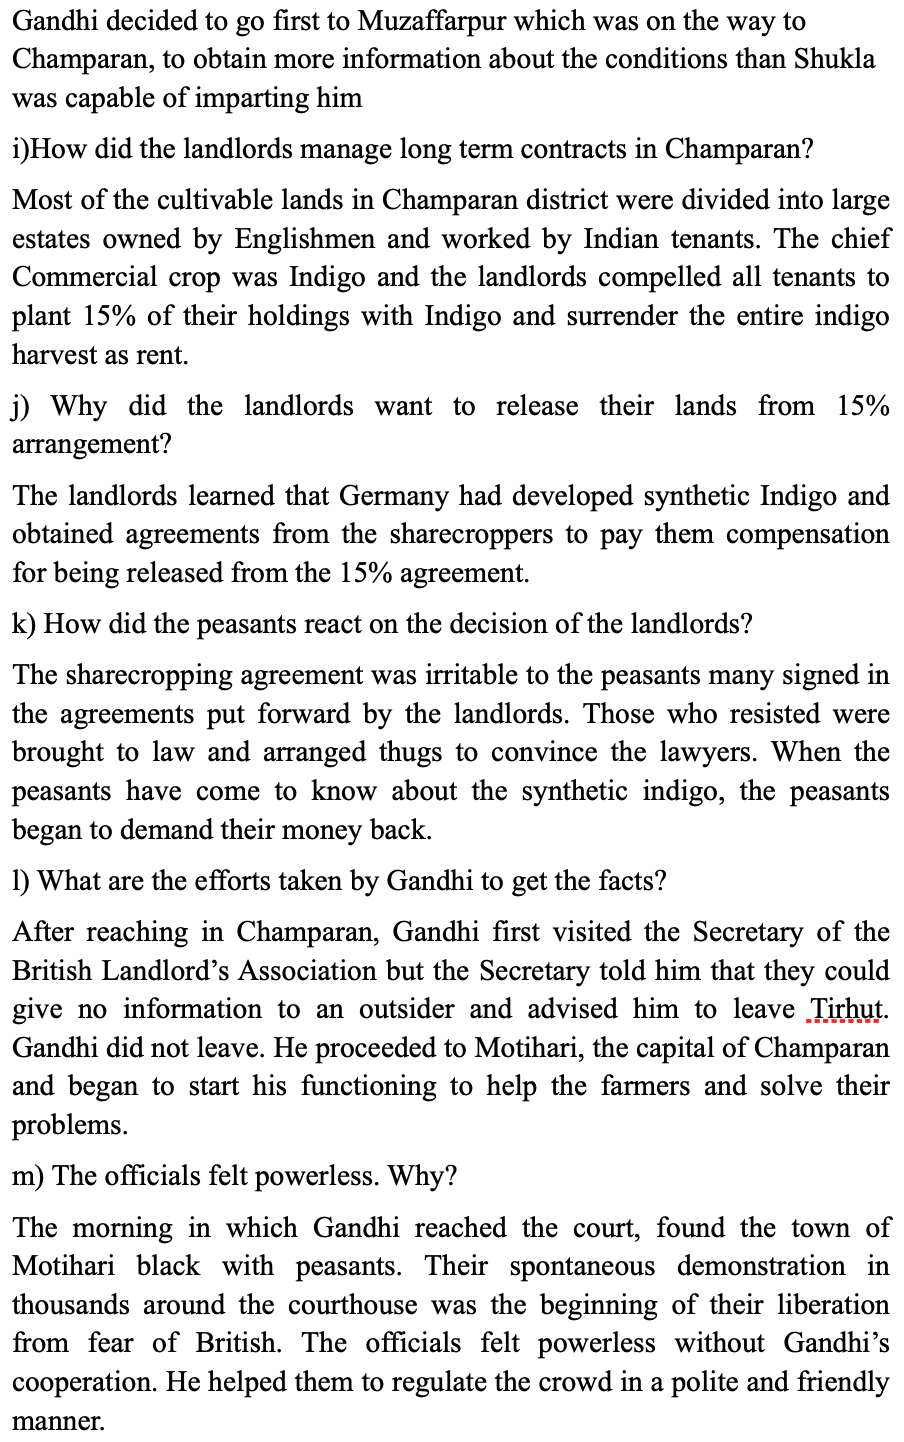 Gandhi decided to go first to Muzaffarpur which was on the way to
Champaran, to obtain more information about the conditions than Shukla
was capable of imparting him
i)How did the landlords manage long term contracts in Champaran?
Most of the cultivable lands in Champaran district were divided into large
estates owned by Englishmen and worked by Indian tenants. The chief
Commercial crop was Indigo and the landlords compelled all tenants to
plant 15% of their holdings with Indigo and surrender the entire indigo
harvest as rent.
j) Why did the landlords want to release their lands from 15%
arrangement?
The landlords learned that Germany had developed synthetic Indigo and
obtained agreements from the sharecroppers to pay them compensation
for being released from the 15% agreement.
k) How did the peasants react on the decision of the landlords?
The sharecropping agreement was irritable to the peasants many signed in
the agreements put forward by the landlords. Those who resisted were
brought to law and arranged thugs to convince the lawyers. When the
peasants have come to know about the synthetic indigo, the peasants
began to demand their money back.
l) What are the efforts taken by Gandhi to get the facts?
After reaching in Champaran, Gandhi first visited the Secretary of the
British Landlord’s Association but the Secretary told him that they could
give no information to an outsider and advised him to leave Tirhut.
Gandhi did not leave. He proceeded to Motihari, the capital of Champaran
and began to start his functioning to help the farmers and solve their
problems.
m) The officials felt powerless. Why?
The morning in which Gandhi reached the court, found the town of
Motihari black with peasants. Their spontaneous demonstration in
thousands around the courthouse was the beginning of their liberation
from fear of British. The officials felt powerless without Gandhi’s
cooperation. He helped them to regulate the crowd in a polite and friendly
manner.